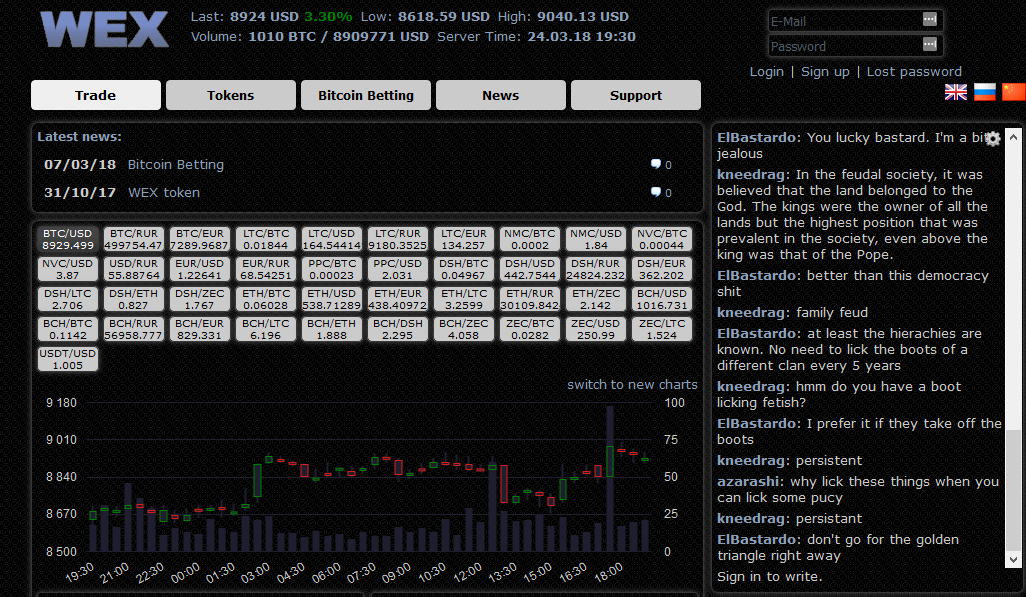 WEX
Last: 8924 USD 3.30% Low: 8618.59 USD High: 9040.13 USD
Volume: 1010 BTC / 8909771 USD Server Time: 24.03.18 19:30
E-Mail
Password
Login | Sign up | Lost password
Trade Tokens Bitcoin Betting News Support
Latest news:
07/03/18 Bitcoin Betting 0
31/10/17 WEX token 0
BTC/USD BTC/RUR BTC/EUR LTC/BTC LTC/USD LTC/RUR LTC/EUR NMC/BTC NMC/USD NVC/BTC
8929.499 499754.47 7289.9687 0.01844 164.54414 9180.3525 134.257 0.0002 1.84 0.00044
NVC/USD USD/RUR EUR/USD EUR/RUR PPC/BTC PPC/USD DSH/BTC DSH/USD DSH/RUR DSH/EUR
3.87 55.88764 1.22641 68.54251 0.00023 2.031 0.04967 442.7544 24824.232 362.202
DSH/LTC DSH/ETH DSH/ZEC ETH/BTC ETH/USD ETH/EUR ETH/LTC ETH/RUR ETH/ZEC BCH/USD
2.706 0.827 1.767 0.06028 538.71289 438.40972 3.2599 30109.842 2.142 1016.731
BCH/BTC BCH/RUR BCH/EUR BCH/LTC BCH/ETH BCH/DSH BCH/ZEC ZEC/BTC ZEC/USD ZEC/LTC
0.1142 56958.777 829.331 6.196 1.888 2.295 4.058 0.0282 250.99 1.524
USDT/USD
1.005
switch to new charts
9 180 100
9 010 75
8 840 50
8 670 25
8 500 0
19:30 21:00 22:30 00:00 01:30 03:00 04:30 06:00 07:30 09:00 10:30 12:00 13:30 15:00 16:30 18:00
ElBastardo: You lucky bastard. I'm a bit
jealous
kneedrag: In the feudal society, it was
believed that the land belonged to the
God. The kings were the owner of all the
lands but the highest position that was
prevalent in the society, even above the
king was that of the Pope.
ElBastardo: better than this democracy
shit
kneedrag: family feud
ElBastardo: at least the hierachies are
known. No need to lick the boots of a
different clan every 5 years
kneedrag: hmm do you have a boot
licking fetish?
ElBastardo: I prefer it if they take off the
boots
kneedrag: persistent
azarashi: why lick these things when you
can lick some pucy
kneedrag: persistant
ElBastardo: don't go for the golden
triangle right away
Sign in to write.